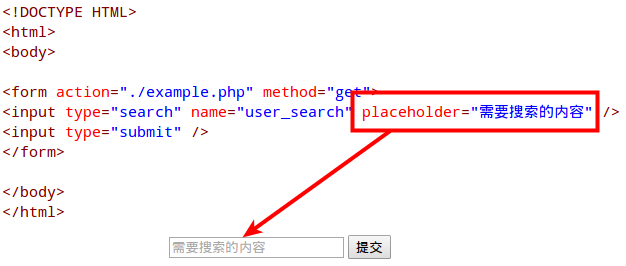 <!DOCTYPE HTML>
<html>
<body>
<form action="./example.php" method="get">
<input type="search" name="user_search" placeholder="需要搜索的内容" />
<input type="submit" />
</form>
</body>
</html>
需要搜索的内容 提交